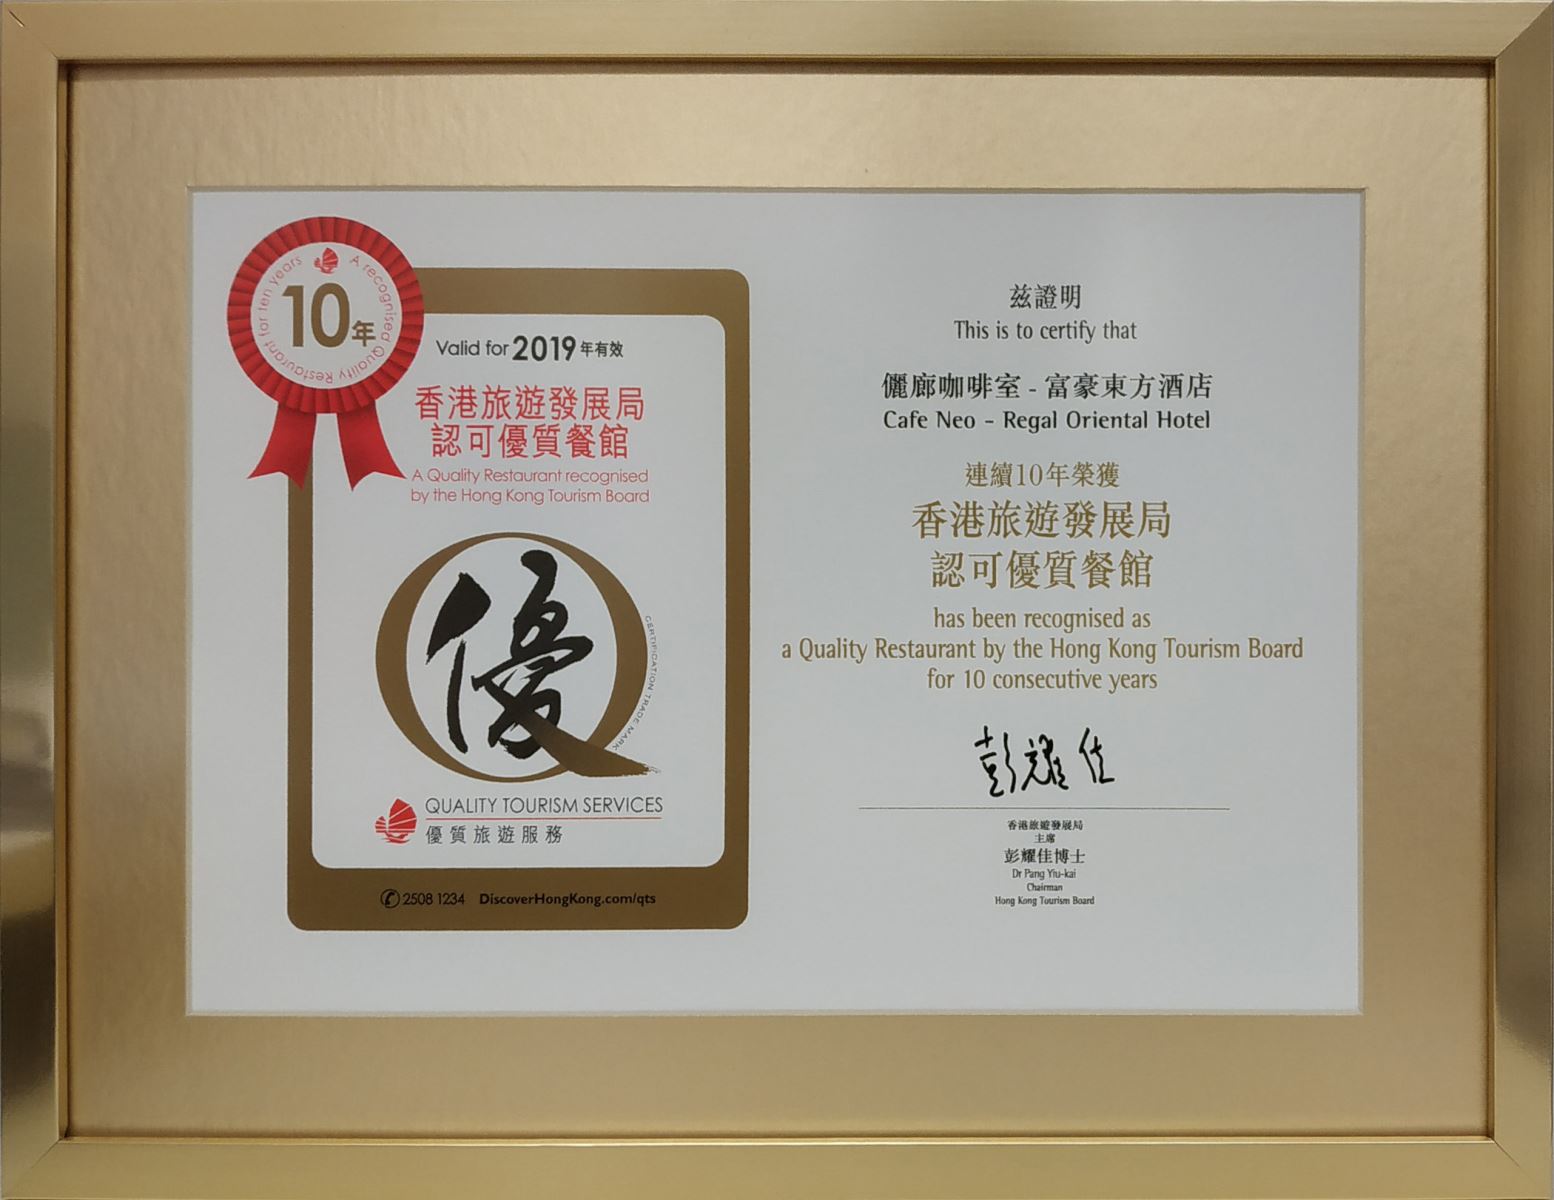 A recognised Quality Restaurant for ten years
10年
Valid for 2019年有效
香港旅遊發展局
認可優質餐館
A Quality Restaurant recognised
by the Hong Kong Tourism Board
優
CERTIFICATION TRADE MARK
QUALITY TOURISM SERVICES
優質旅遊服務
2508 1234 DiscoverHongKong.com/qts
茲證明
This is to certify that
儷廊咖啡室 - 富豪東方酒店
Cafe Neo - Regal Oriental Hotel
連續10年榮獲
香港旅遊發展局
認可優質餐館
has been recognised as
a Quality Restaurant by the Hong Kong Tourism Board
for 10 consecutive years
彭耀佳
香港旅遊發展局
主席
彭耀佳博士
Dr Pang Yiu-kai
Chairman
Hong Kong Tourism Board